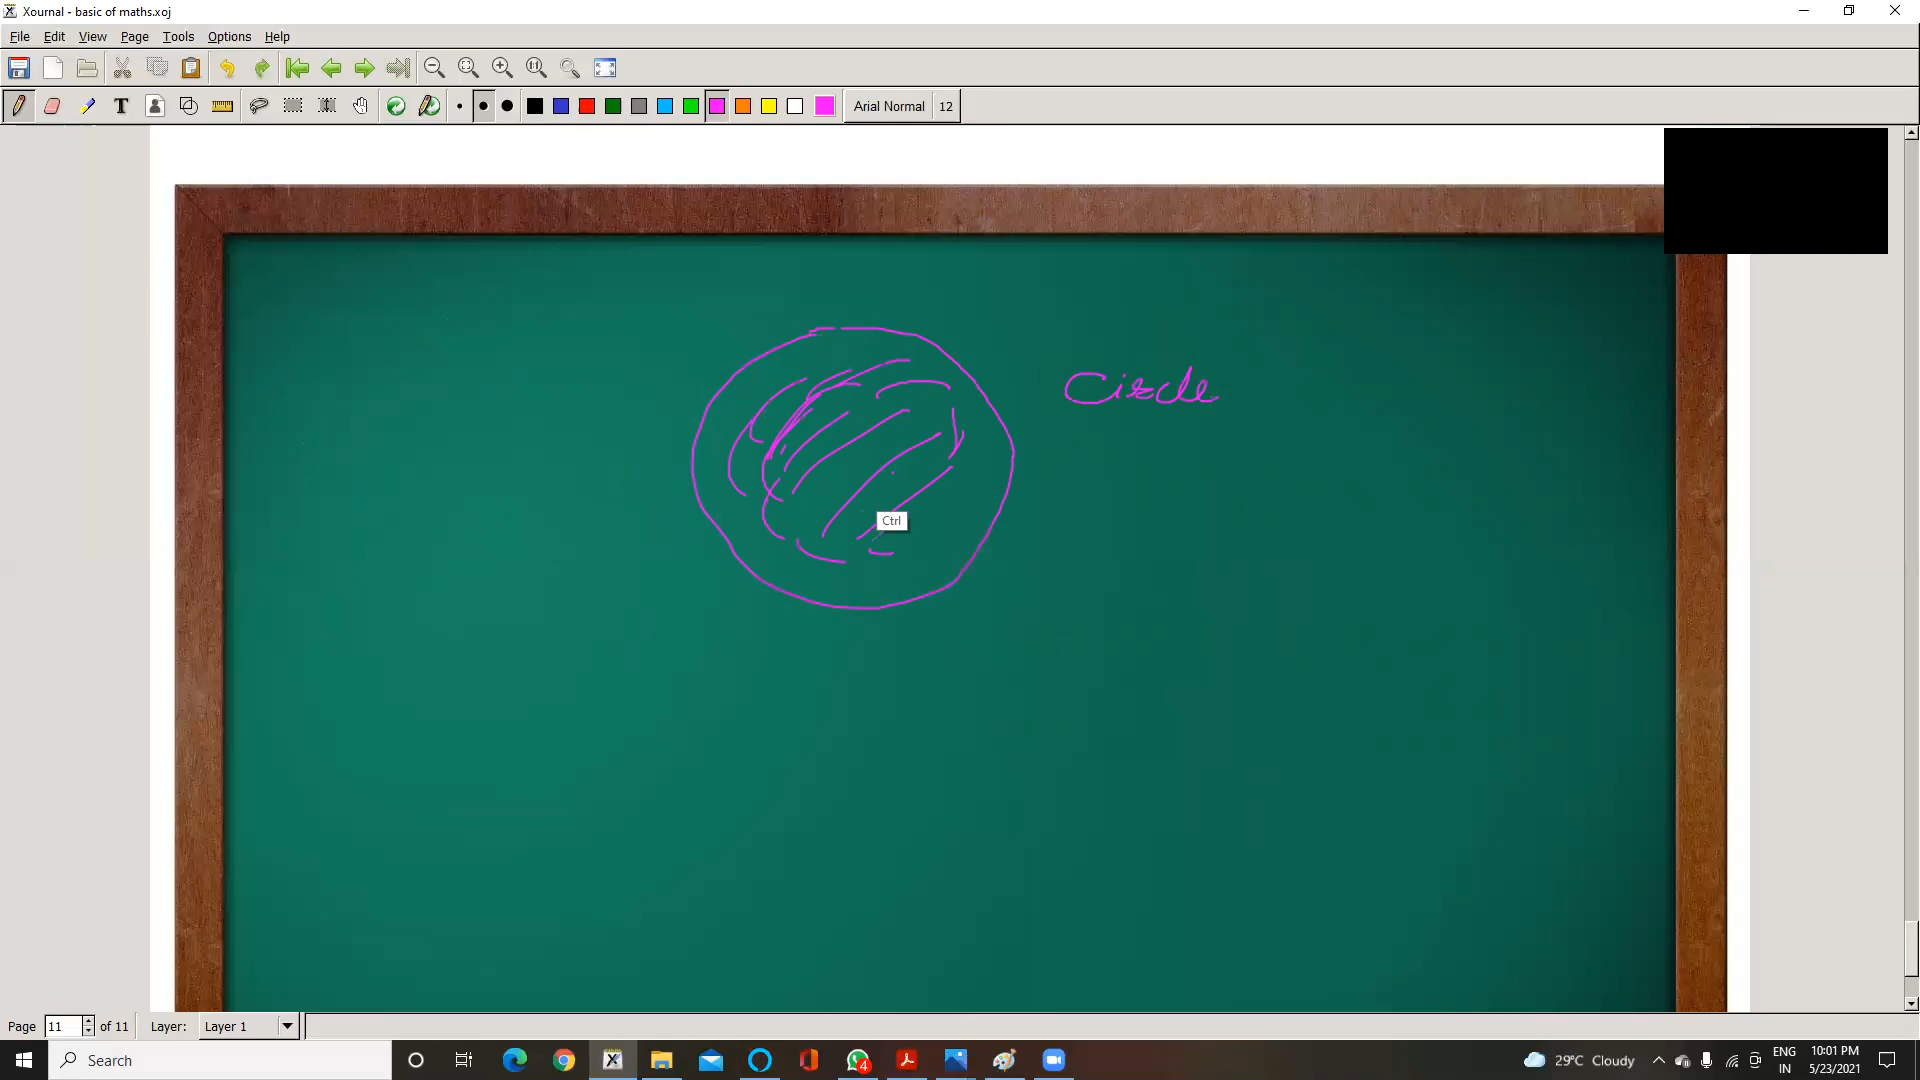 Xournal - basic of maths.xoj
File Edit View Page Tools Options Help
Arial Normal 12
Circle
Ctrl
Page 11 of 11 Layer: Layer 1
Search
4
29°C Cloudy
ENG
IN
10:01 PM
5/23/2021